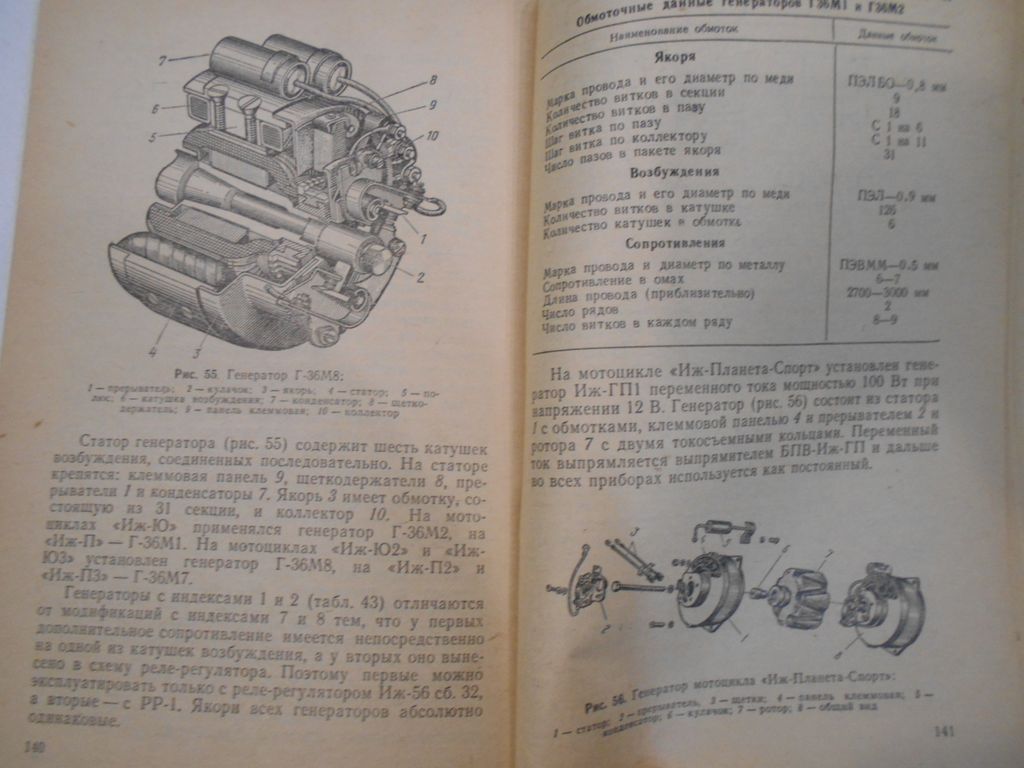 7
8
6
9
5
10
1
2
4
3
Рис. 55. Генератор Г-36М8:
1 — прерыватель; 2 — кулачок; 3 — якорь; 4 — статор; 5 — по-
люс; 6 — катушка возбуждения; 7 — конденсатор; 8 — щетко-
держатель; 9 — панель клеммовая; 10 — коллектор
Статор генератора (рис. 55) содержит шесть катушек
возбуждения, соединенных последовательно. На статоре
крепятся: клеммовая панель 9, щеткодержатели 8, пре-
рыватели 1 и конденсаторы 7. Якорь 3 имеет обмотку, со-
стоящую из 31 секции, и коллектор 10. На мото-
циклах «Иж-Ю» применялся генератор Г-36М2, на
«Иж-П» — Г-36М1. На мотоциклах «Иж-Ю2» и «Иж-
Ю3» установлен генератор Г-36М8, на «Иж-П2» и
«Иж-П3» — Г-36М7.
Генераторы с индексами 1 и 2 (табл. 43) отличаются
от модификаций с индексами 7 и 8 тем, что у первых
дополнительное сопротивление имеется непосредственно
на одной из катушек возбуждения, а у вторых оно выне-
сено в схему реле-регулятора. Поэтому первые можно
эксплуатировать только с реле-регулятором Иж-56 сб. 32,
а вторые — с РР-1. Якори всех генераторов абсолютно
одинаковые.
140
Обмоточные данные генераторов Г36М1 и Г36М2
Наименование обмоток Данные обмоток
Якоря
Марка провода и его диаметр по меди ПЭЛБО—0,8 мм
Количество витков в секции 9
Количество витков в пазу 18
Шаг витка по пазу С 1 на 6
Шаг витка по коллектору С 1 на 11
Число пазов в пакете якоря 31
Возбуждения
Марка провода и его диаметр по меди ПЭЛ—0,9 мм
Количество витков в катушке 126
Количество катушек в обмотке 6
Сопротивления
Марка провода и диаметр по металлу ПЭВММ—0,5 мм
Сопротивление в омах 6—7
Длина провода (приблизительно) 2700—3000 мм
Число рядов 2
Число витков в каждом ряду 8—9
На мотоцикле «Иж-Планета-Спорт» установлен гене-
ратор Иж-ГП1 переменного тока мощностью 100 Вт при
напряжении 12 В. Генератор (рис. 56) состоит из статора
1 с обмотками, клеммовой панелью 4 и прерывателем 2 и
ротора 7 с двумя токосъемными кольцами. Переменный
ток выпрямляется выпрямителем БПВ-Иж-ГП и дальше
во всех приборах используется как постоянный.
3
7
2
1
8
Рис. 56. Генератор мотоцикла «Иж-Планета-Спорт»:
1 — статор; 2 — прерыватель, 3 — щетки; 4 — панель клеммовая; 5 —
конденсатор; 6 — кулачок; 7 — ротор; 8 — общий вид
141